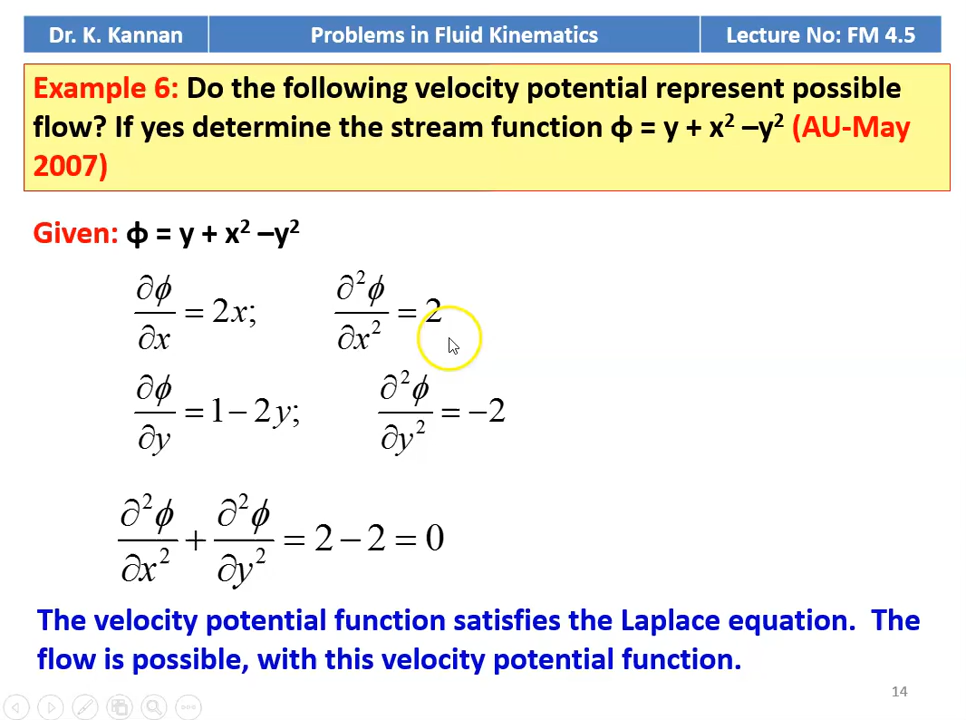 Dr. K. Kannan Problems in Fluid Kinematics Lecture No: FM 4.5
Example 6: Do the following velocity potential represent possible
flow? If yes determine the stream function ϕ = y + x² –y² (AU-May
2007)
Given: ϕ = y + x² –y²
∂ϕ/∂x = 2x; ∂²ϕ/∂x² = 2
∂ϕ/∂y = 1 − 2y; ∂²ϕ/∂y² = −2
∂²ϕ/∂x² + ∂²ϕ/∂y² = 2 − 2 = 0
The velocity potential function satisfies the Laplace equation. The
flow is possible, with this velocity potential function.
14